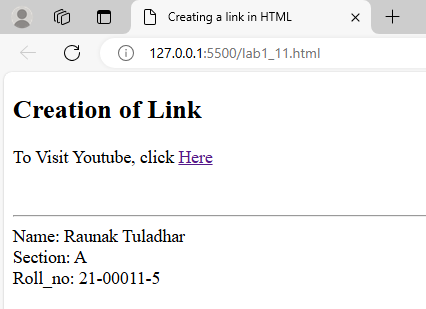 Creating a link in HTML
127.0.0.1:5500/lab1_11.html
Creation of Link
To Visit Youtube, click Here
Name: Raunak Tuladhar
Section: A
Roll_no: 21-00011-5